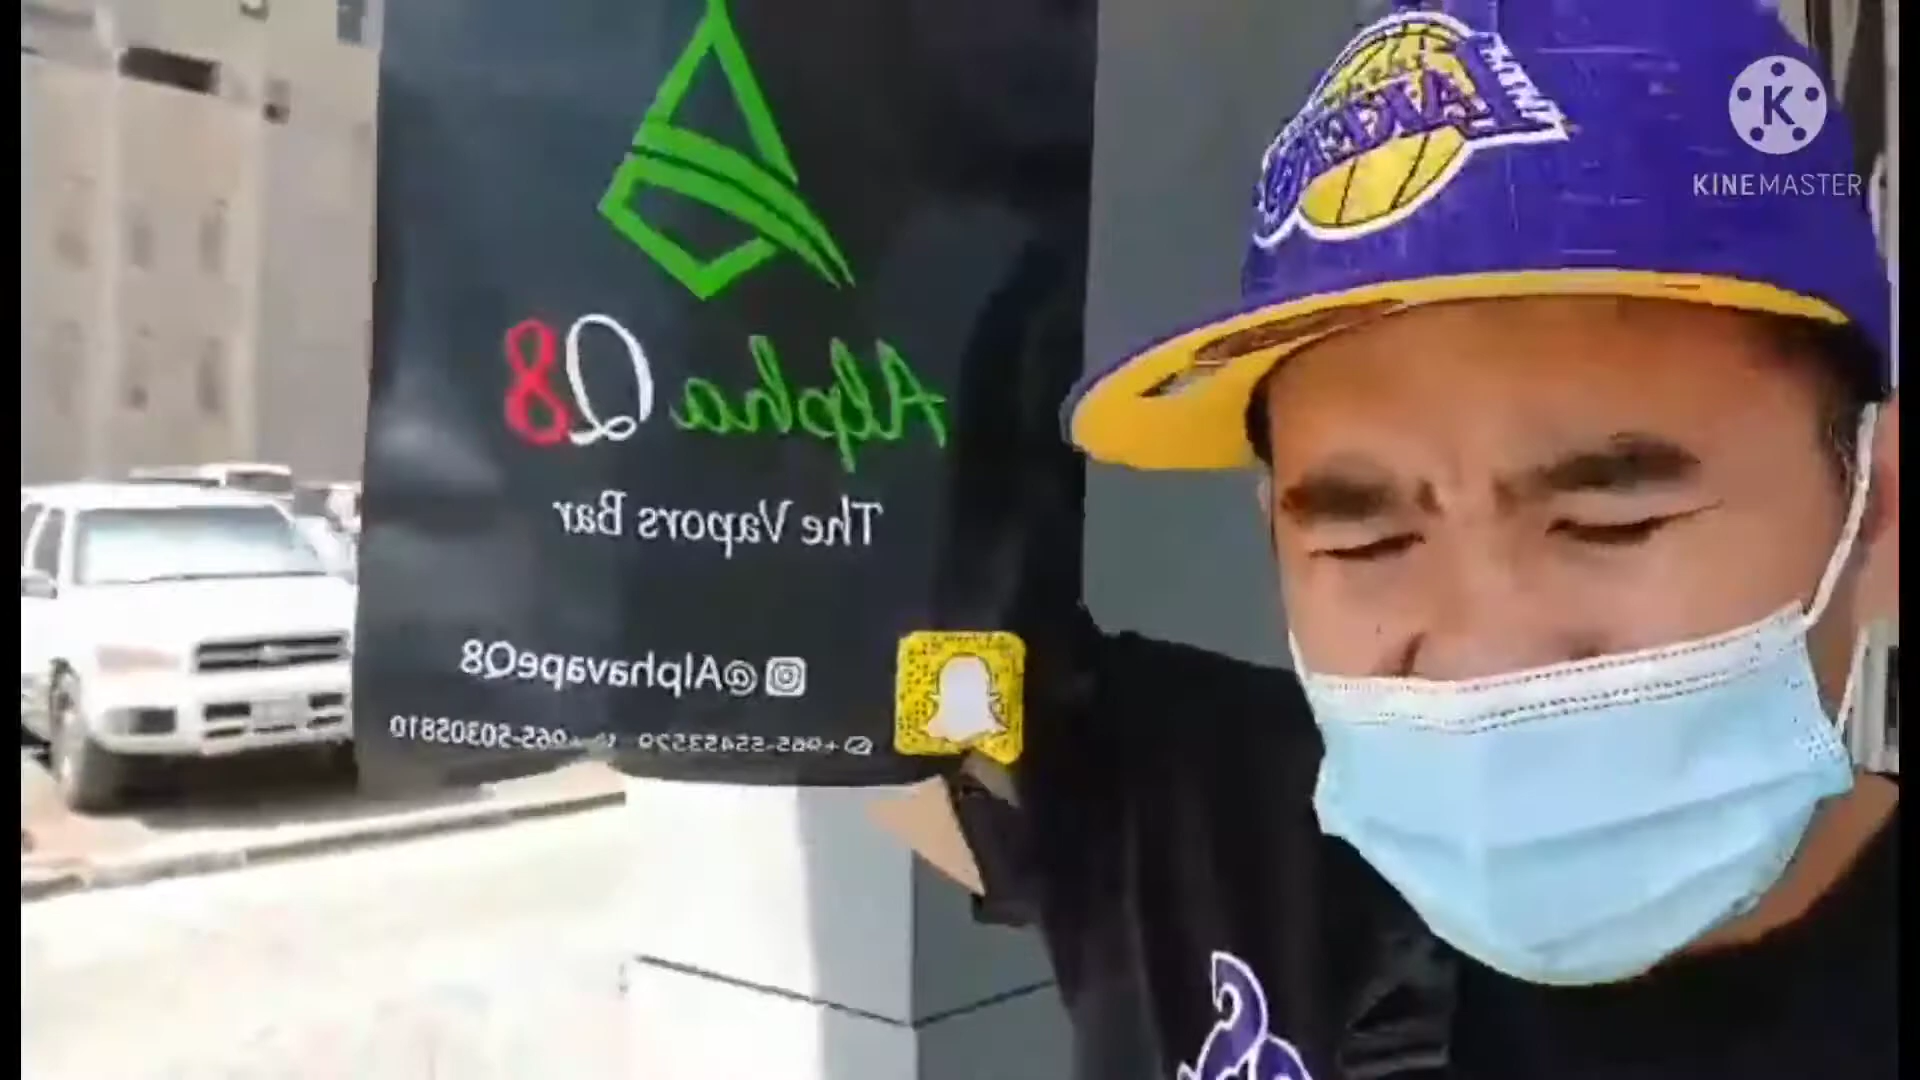 LAKERS
K
KINEMASTER
Alpha Q8
The Vapors Bar
@AlphavapeQ8
+965-55453529
965-50305810